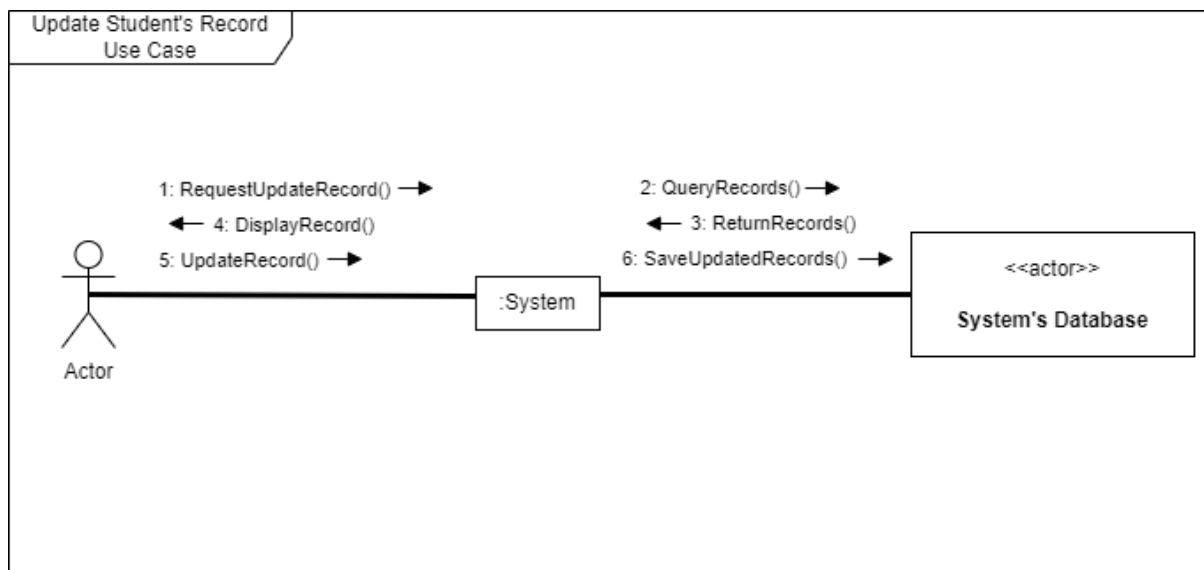 Update Student's Record
Use Case
1: RequestUpdateRecord()
2: QueryRecords()
4: DisplayRecord()
3: ReturnRecords()
5: UpdateRecord()
6: SaveUpdatedRecords()
<<actor>>
:System
System's Database
Actor